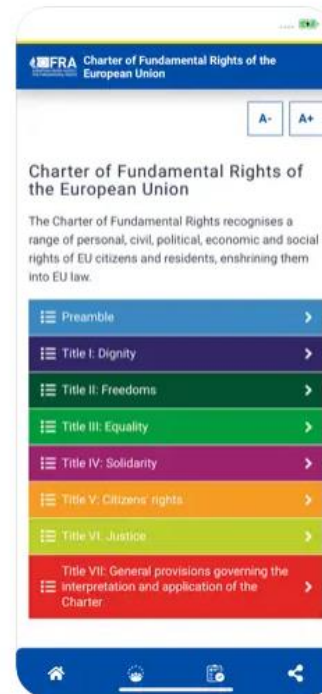 FRA Charter of Fundamental Rights of the
European Union
A- A+
Charter of Fundamental Rights of
the European Union
The Charter of Fundamental Rights recognises a
range of personal, civil, political, economic and social
rights of EU citizens and residents, enshrining them
into EU law.
Preamble
Title I: Dignity
Title II: Freedoms
Title III: Equality
Title IV: Solidarity
Title V: Citizens' rights
Title VI: Justice
Title VII: General provisions governing the
interpretation and application of the
Charter